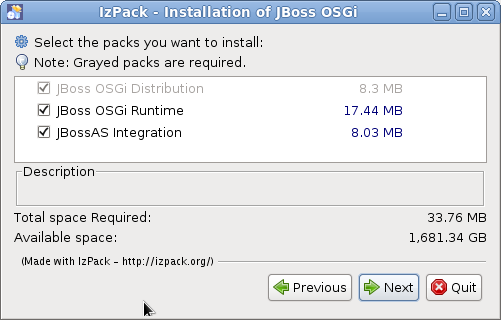 IzPack - Installation of JBoss OSGi
Select the packs you want to install:
Note: Grayed packs are required.
JBoss OSGi Distribution 8.3 MB
JBoss OSGi Runtime 17.44 MB
JBossAS Integration 8.03 MB
Description
Total space Required: 33.76 MB
Available space: 1,681.34 GB
(Made with IzPack - http://izpack.org/)
Previous Next Quit